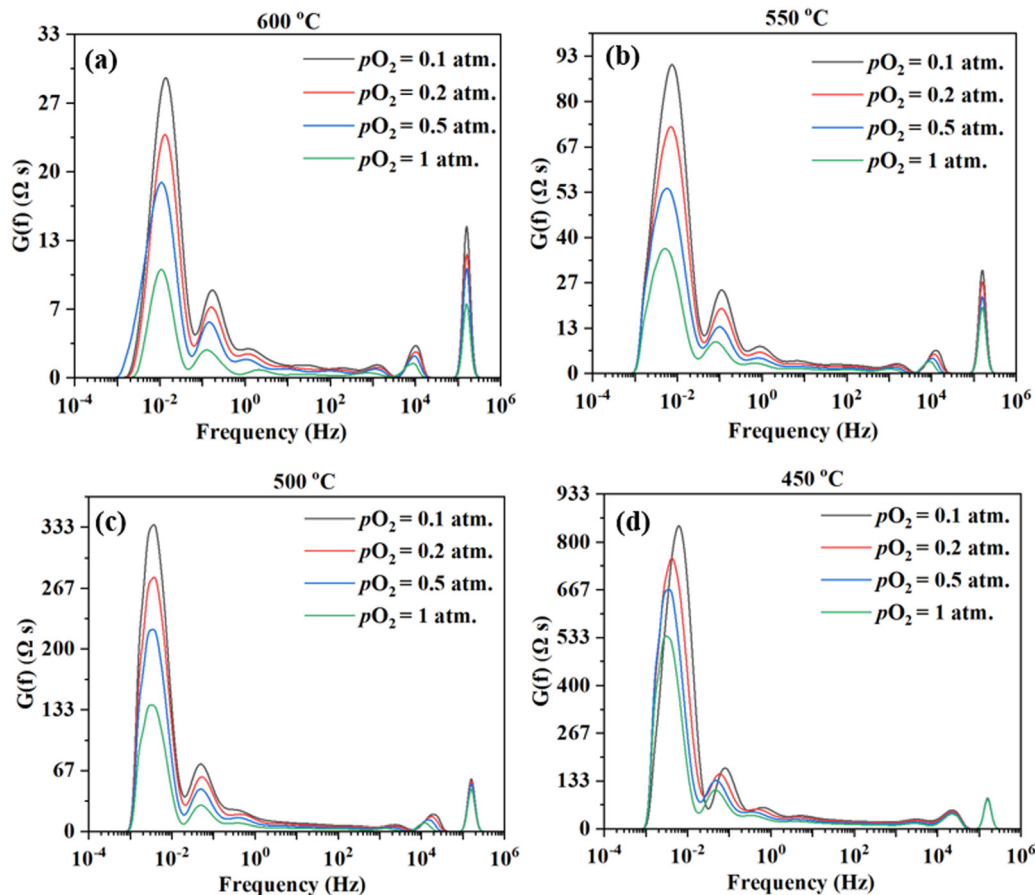 600 °C
(a)
pO₂ = 0.1 atm.
pO₂ = 0.2 atm.
pO₂ = 0.5 atm.
pO₂ = 1 atm.
33
27
20
13
7
0
G(f) (Ω s)
10⁻⁴ 10⁻² 10⁰ 10² 10⁴ 10⁶
Frequency (Hz)
550 °C
(b)
pO₂ = 0.1 atm.
pO₂ = 0.2 atm.
pO₂ = 0.5 atm.
pO₂ = 1 atm.
93
80
67
53
40
27
13
0
G(f) (Ω s)
10⁻⁴ 10⁻² 10⁰ 10² 10⁴ 10⁶
Frequency (Hz)
500 °C
(c)
pO₂ = 0.1 atm.
pO₂ = 0.2 atm.
pO₂ = 0.5 atm.
pO₂ = 1 atm.
333
267
200
133
67
0
G(f) (Ω s)
10⁻⁴ 10⁻² 10⁰ 10² 10⁴ 10⁶
Frequency (Hz)
450 °C
(d)
pO₂ = 0.1 atm.
pO₂ = 0.2 atm.
pO₂ = 0.5 atm.
pO₂ = 1 atm.
933
800
667
533
400
267
133
0
G(f) (Ω s)
10⁻⁴ 10⁻² 10⁰ 10² 10⁴ 10⁶
Frequency (Hz)